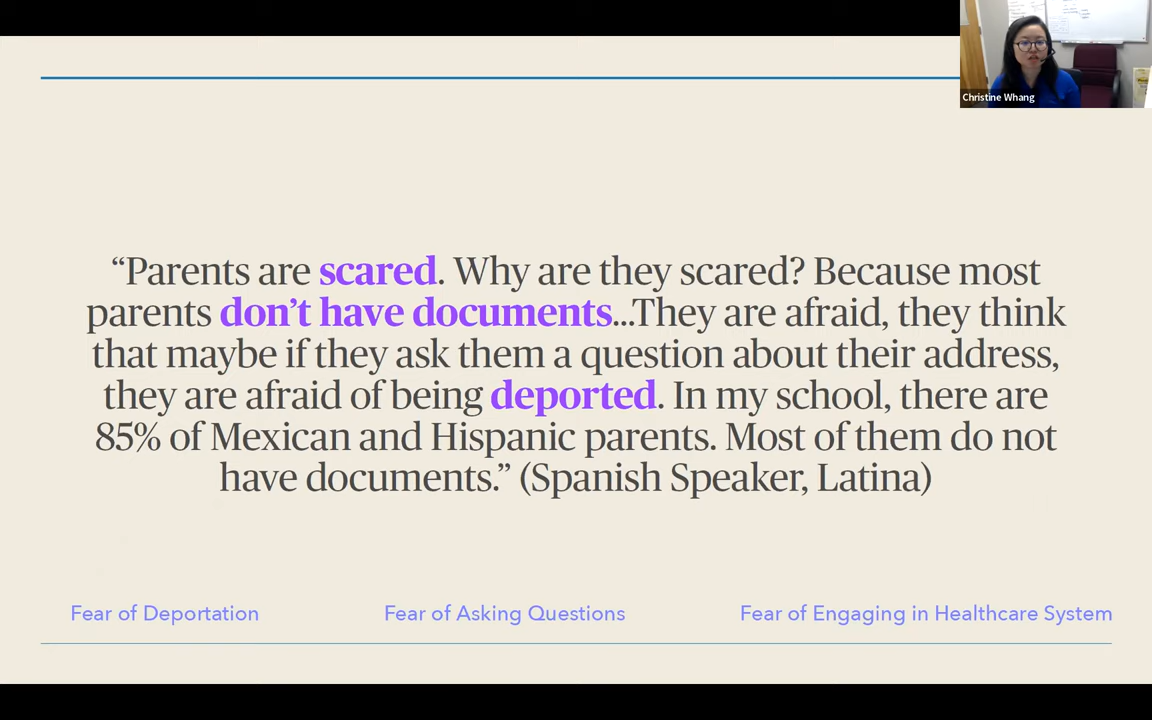 Christine Whang
“Parents are scared. Why are they scared? Because most
parents don’t have documents...They are afraid, they think
that maybe if they ask them a question about their address,
they are afraid of being deported. In my school, there are
85% of Mexican and Hispanic parents. Most of them do not
have documents.” (Spanish Speaker, Latina)
Fear of Deportation
Fear of Asking Questions
Fear of Engaging in Healthcare System